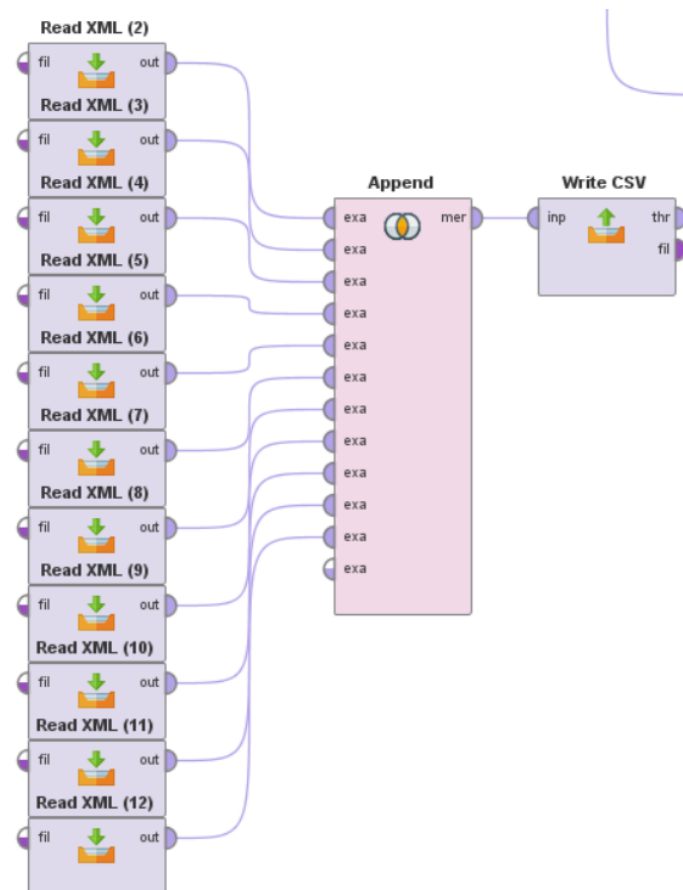 Read XML (2)
fil out
Read XML (3)
fil out
Read XML (4)
fil out
Read XML (5)
fil out
Read XML (6)
fil out
Read XML (7)
fil out
Read XML (8)
fil out
Read XML (9)
fil out
Read XML (10)
fil out
Read XML (11)
fil out
Read XML (12)
fil out
Append
exa mer
exa
exa
exa
exa
exa
exa
exa
exa
exa
exa
exa
Write CSV
inp thr
fil